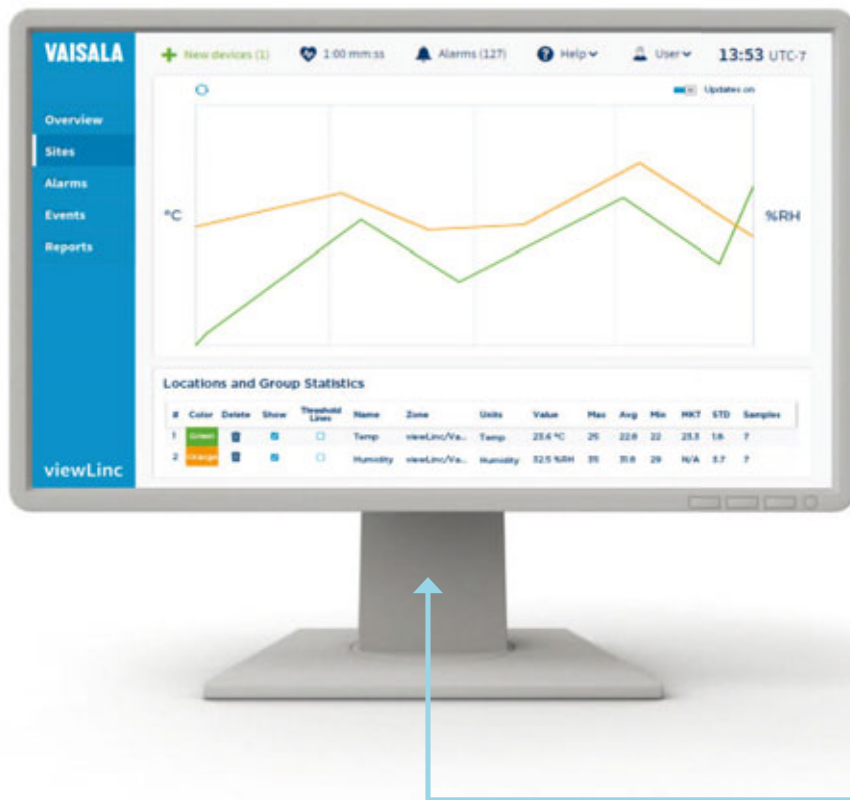 VAISALA
New devices (1) 1:00 mm:ss Alarms (127) Help User 13:53 UTC-7
Updates on
Overview
Sites
Alarms
Events
Reports
°C
%RH
Locations and Group Statistics
# Color Delete Show Threshold Lines Name Zone Units Value Max Avg Min MKT STD Samples
1 Green Temp viewLinc/Va... Temp 23.4 °C 25 22.8 22 23.3 1.6 7
2 Orange Humidity viewLinc/Va... Humidity 32.5 %RH 35 31.8 29 N/A 3.7 7
viewLinc